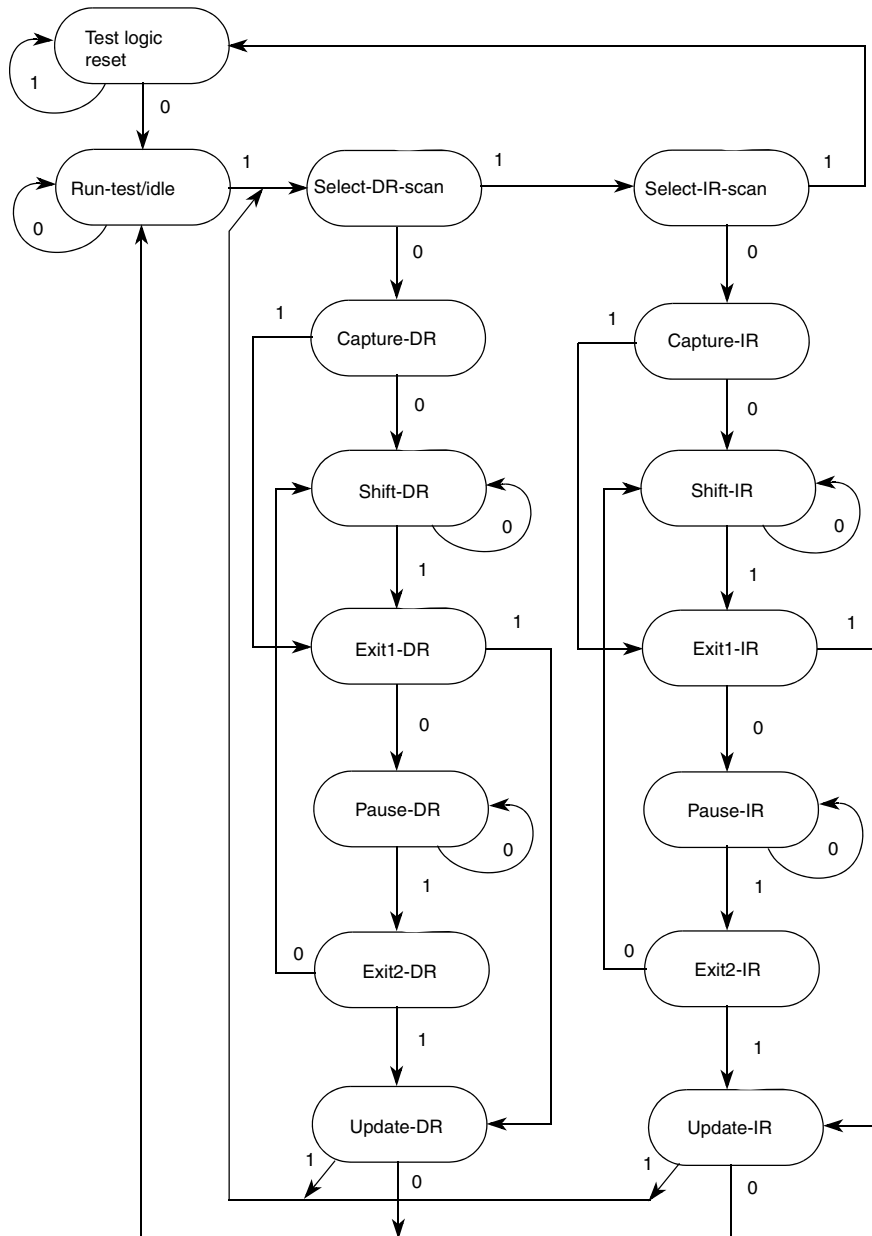 Test logic
reset
1
0
Run-test/idle
1
Select-DR-scan
1
Select-IR-scan
1
0
0
0
1
Capture-DR
1
Capture-IR
0
0
Shift-DR
0
Shift-IR
0
1
1
Exit1-DR
1
Exit1-IR
1
0
0
Pause-DR
0
Pause-IR
0
1
1
0
Exit2-DR
0
Exit2-IR
1
1
Update-DR
Update-IR
1
0
1
0